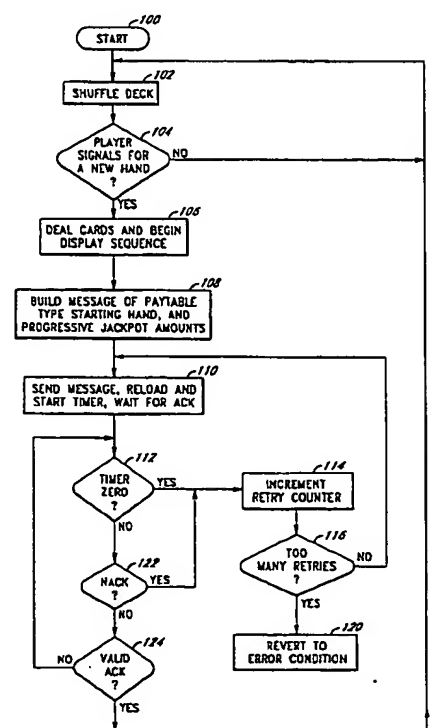 100
START
102
SHUFFLE DECK
104
PLAYER
SIGNALS FOR
A NEW HAND
?
NO
YES
106
DEAL CARDS AND BEGIN
DISPLAY SEQUENCE
108
BUILD MESSAGE OF PAYTABLE
TYPE STARTING HAND, AND
PROGRESSIVE JACKPOT AMOUNTS
110
SEND MESSAGE, RELOAD AND
START TIMER, WAIT FOR ACK
112
TIMER
ZERO
?
YES
NO
114
INCREMENT
RETRY COUNTER
116
TOO
MANY RETRIES
?
NO
YES
120
REVERT TO
ERROR CONDITION
122
NACK
?
YES
NO
124
VALID
ACK
?
NO
YES